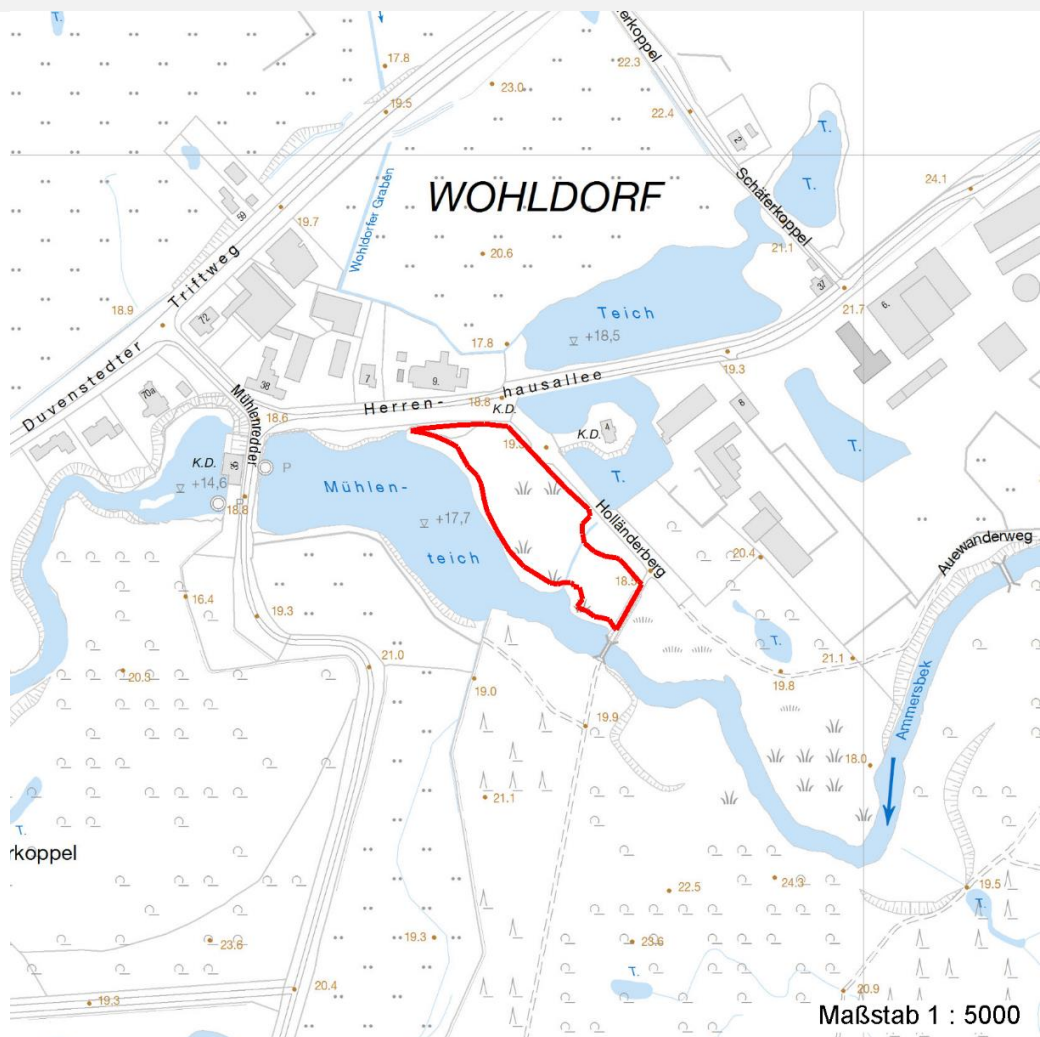 17.8
23.0
19.5
ferkoppel
22.3
22.4
2
T.
T.
24.1
WOHLDORF
Schäferkoppel
59
19.7
Wohldorfer Graben
20.6
21.1
37
21.7
6.
Triftweg
18.9
72
Teich
+18,5
17.8
19.3
70a
38
7
9.
Duvenstedter
Mühlenredder
18.6
Herren-
18.8
hausallee
K.D.
K.D.
4
8
19.3
T.
T.
K.D.
35
P
+14,6
18.8
P
Mühlen-
+17,7
teich
Holländerberg
20.4
18.5
Auewanderweg
16.4
19.3
21.0
20.3
19.0
19.9
T.
19.8
21.1
Ammersbek
18.0
21.1
T.
rkoppel
22.5
24.3
19.5
T.
23.6
19.3
23.6
T.
19.3
20.4
20.9
Maßstab 1 : 5000